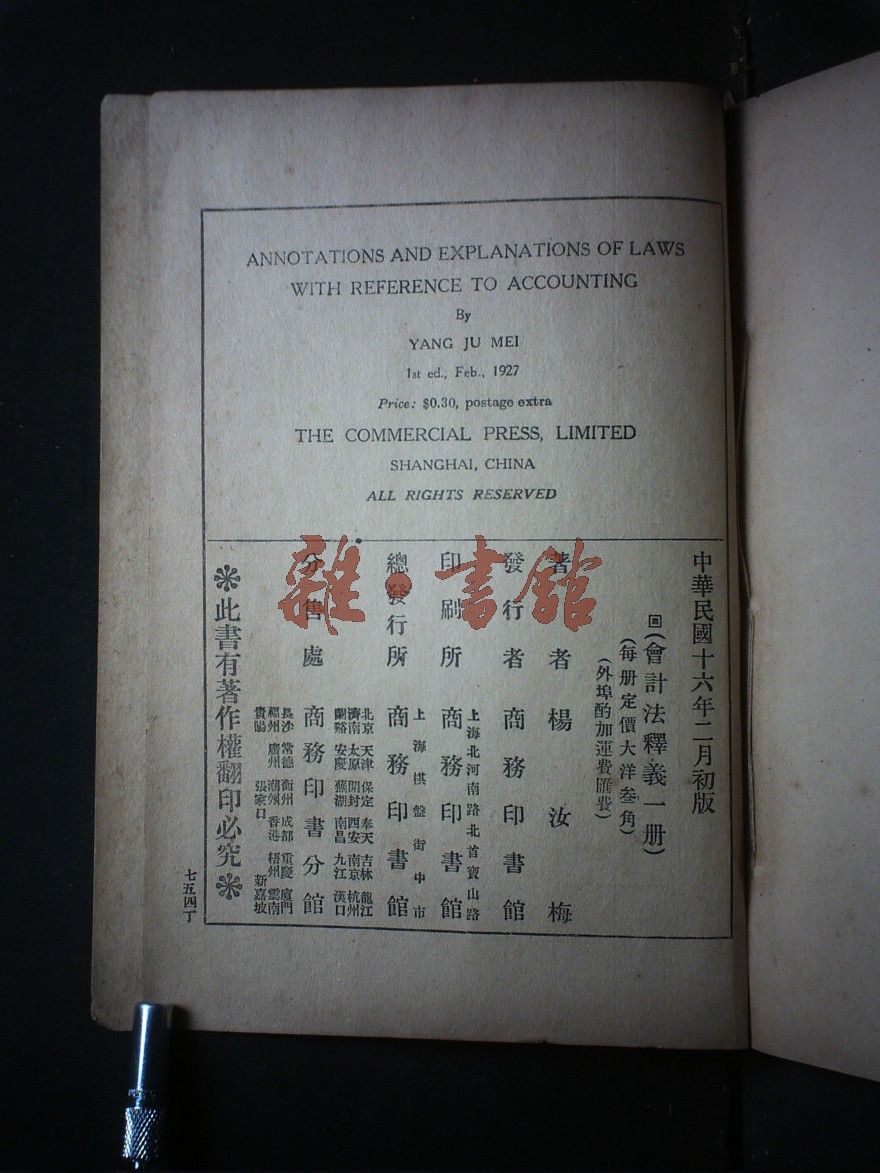 ANNOTATIONS AND EXPLANATIONS OF LAWS
WITH REFERENCE TO ACCOUNTING
By
YANG JU MEI
1st ed., Feb., 1927
Price: $0.30, postage extra
THE COMMERCIAL PRESS, LIMITED
SHANGHAI, CHINA
ALL RIGHTS RESERVED
中華民國十六年二月初版
(會計法釋義一册)
(每册定價大洋叁角)
(外埠酌加運費匯費)
著者 楊汝梅
發行者 商務印書館
上海北河南路北首寶山路
印刷所 商務印書館
上海棋盤街中市
總發行所 商務印書館
分售處 商務印書分館
北京 天津 保定 奉天 吉林 龍江
濟南 太原 開封 西安 南京 杭州
蘭谿 安慶 蕪湖 南昌 九江 漢口
長沙 常德 衡州 成都 重慶 廈門
福州 廣州 潮州 香港 梧州 雲南
貴陽 張家口 新嘉坡
※此書有著作權翻印必究※
七五四丁
雜·書館